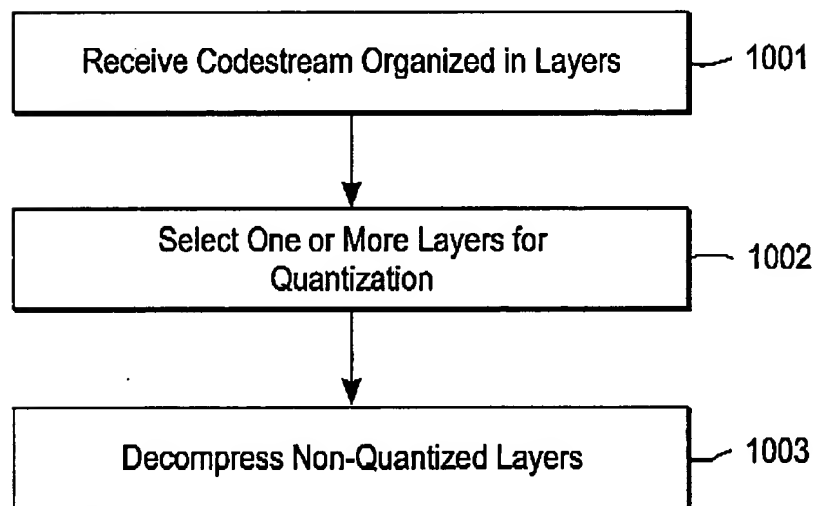 Receive Codestream Organized in Layers 1001
Select One or More Layers for
Quantization 1002
Decompress Non-Quantized Layers 1003